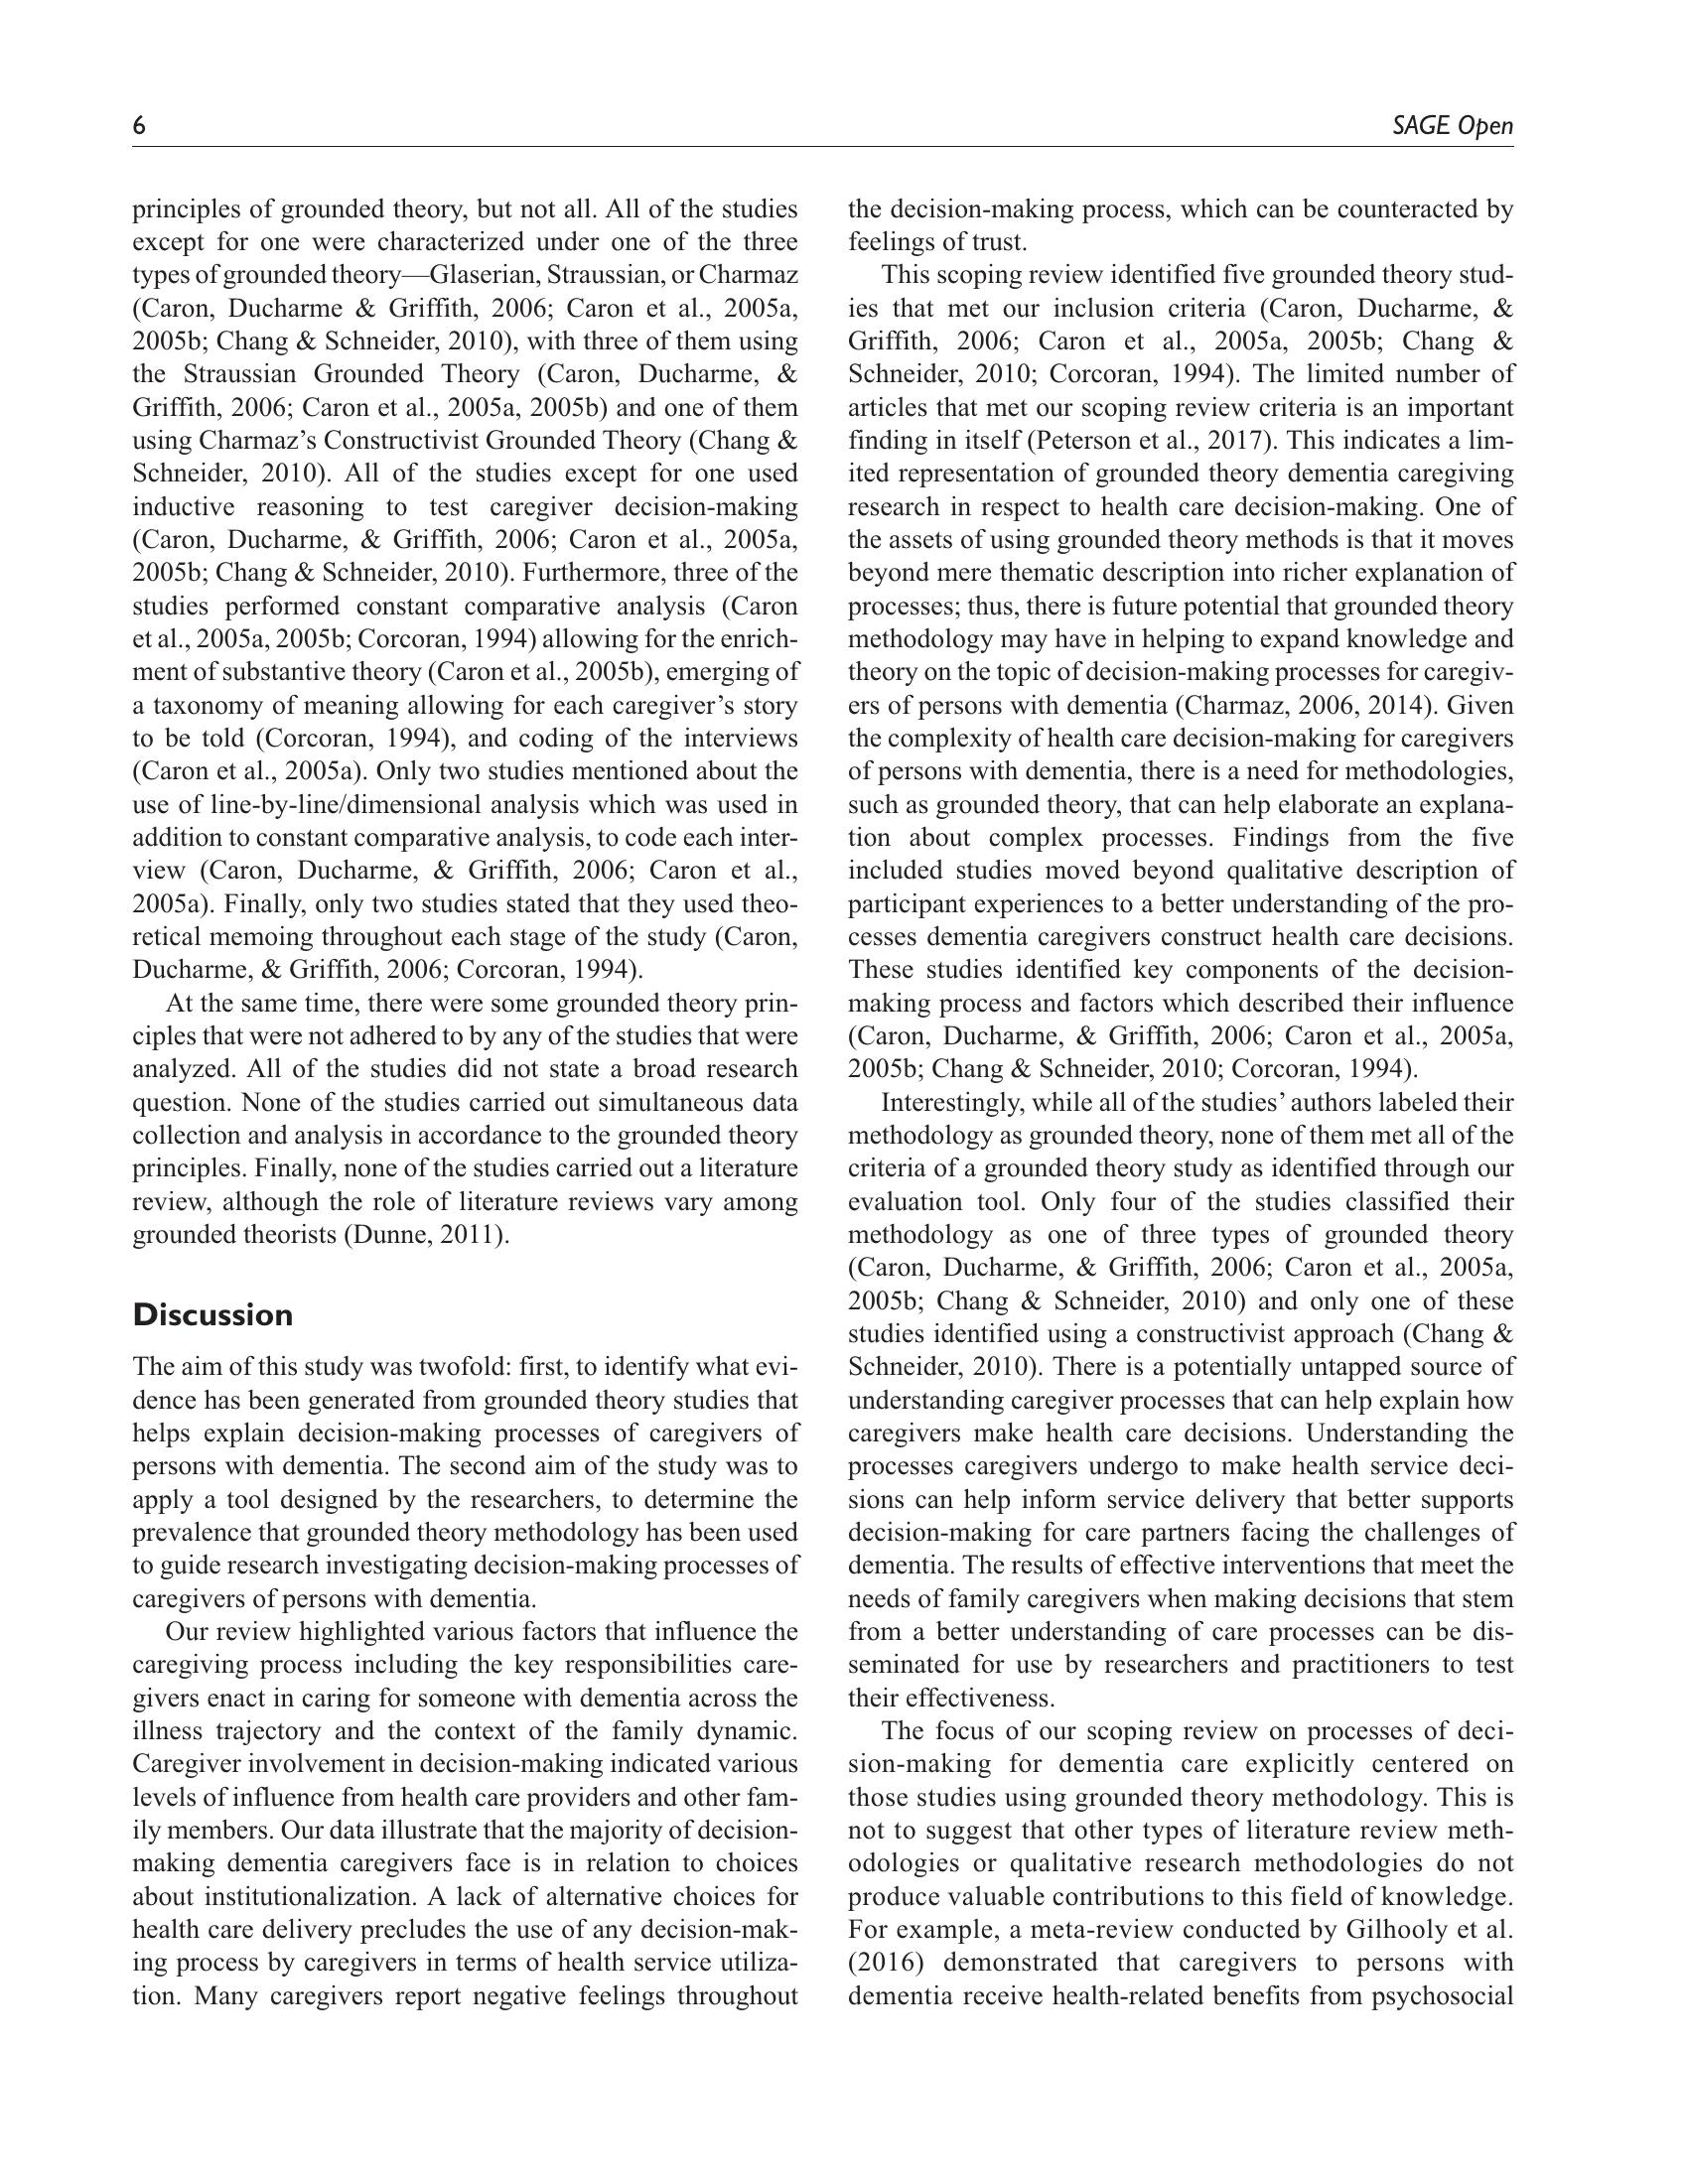 6
SAGE Open
principles of grounded theory, but not all. All of the studies
except for one were characterized under one of the three
types of grounded theory—Glaserian, Straussian, or Charmaz
(Caron, Ducharme & Griffith, 2006; Caron et al., 2005a,
2005b; Chang & Schneider, 2010), with three of them using
the Straussian Grounded Theory (Caron, Ducharme, &
Griffith, 2006; Caron et al., 2005a, 2005b) and one of them
using Charmaz’s Constructivist Grounded Theory (Chang &
Schneider, 2010). All of the studies except for one used
inductive reasoning to test caregiver decision-making
(Caron, Ducharme, & Griffith, 2006; Caron et al., 2005a,
2005b; Chang & Schneider, 2010). Furthermore, three of the
studies performed constant comparative analysis (Caron
et al., 2005a, 2005b; Corcoran, 1994) allowing for the enrich-
ment of substantive theory (Caron et al., 2005b), emerging of
a taxonomy of meaning allowing for each caregiver’s story
to be told (Corcoran, 1994), and coding of the interviews
(Caron et al., 2005a). Only two studies mentioned about the
use of line-by-line/dimensional analysis which was used in
addition to constant comparative analysis, to code each inter-
view (Caron, Ducharme, & Griffith, 2006; Caron et al.,
2005a). Finally, only two studies stated that they used theo-
retical memoing throughout each stage of the study (Caron,
Ducharme, & Griffith, 2006; Corcoran, 1994).
At the same time, there were some grounded theory prin-
ciples that were not adhered to by any of the studies that were
analyzed. All of the studies did not state a broad research
question. None of the studies carried out simultaneous data
collection and analysis in accordance to the grounded theory
principles. Finally, none of the studies carried out a literature
review, although the role of literature reviews vary among
grounded theorists (Dunne, 2011).
Discussion
The aim of this study was twofold: first, to identify what evi-
dence has been generated from grounded theory studies that
helps explain decision-making processes of caregivers of
persons with dementia. The second aim of the study was to
apply a tool designed by the researchers, to determine the
prevalence that grounded theory methodology has been used
to guide research investigating decision-making processes of
caregivers of persons with dementia.
Our review highlighted various factors that influence the
caregiving process including the key responsibilities care-
givers enact in caring for someone with dementia across the
illness trajectory and the context of the family dynamic.
Caregiver involvement in decision-making indicated various
levels of influence from health care providers and other fam-
ily members. Our data illustrate that the majority of decision-
making dementia caregivers face is in relation to choices
about institutionalization. A lack of alternative choices for
health care delivery precludes the use of any decision-mak-
ing process by caregivers in terms of health service utiliza-
tion. Many caregivers report negative feelings throughout
the decision-making process, which can be counteracted by
feelings of trust.
This scoping review identified five grounded theory stud-
ies that met our inclusion criteria (Caron, Ducharme, &
Griffith, 2006; Caron et al., 2005a, 2005b; Chang &
Schneider, 2010; Corcoran, 1994). The limited number of
articles that met our scoping review criteria is an important
finding in itself (Peterson et al., 2017). This indicates a lim-
ited representation of grounded theory dementia caregiving
research in respect to health care decision-making. One of
the assets of using grounded theory methods is that it moves
beyond mere thematic description into richer explanation of
processes; thus, there is future potential that grounded theory
methodology may have in helping to expand knowledge and
theory on the topic of decision-making processes for caregiv-
ers of persons with dementia (Charmaz, 2006, 2014). Given
the complexity of health care decision-making for caregivers
of persons with dementia, there is a need for methodologies,
such as grounded theory, that can help elaborate an explana-
tion about complex processes. Findings from the five
included studies moved beyond qualitative description of
participant experiences to a better understanding of the pro-
cesses dementia caregivers construct health care decisions.
These studies identified key components of the decision-
making process and factors which described their influence
(Caron, Ducharme, & Griffith, 2006; Caron et al., 2005a,
2005b; Chang & Schneider, 2010; Corcoran, 1994).
Interestingly, while all of the studies’ authors labeled their
methodology as grounded theory, none of them met all of the
criteria of a grounded theory study as identified through our
evaluation tool. Only four of the studies classified their
methodology as one of three types of grounded theory
(Caron, Ducharme, & Griffith, 2006; Caron et al., 2005a,
2005b; Chang & Schneider, 2010) and only one of these
studies identified using a constructivist approach (Chang &
Schneider, 2010). There is a potentially untapped source of
understanding caregiver processes that can help explain how
caregivers make health care decisions. Understanding the
processes caregivers undergo to make health service deci-
sions can help inform service delivery that better supports
decision-making for care partners facing the challenges of
dementia. The results of effective interventions that meet the
needs of family caregivers when making decisions that stem
from a better understanding of care processes can be dis-
seminated for use by researchers and practitioners to test
their effectiveness.
The focus of our scoping review on processes of deci-
sion-making for dementia care explicitly centered on
those studies using grounded theory methodology. This is
not to suggest that other types of literature review meth-
odologies or qualitative research methodologies do not
produce valuable contributions to this field of knowledge.
For example, a meta-review conducted by Gilhooly et al.
(2016) demonstrated that caregivers to persons with
dementia receive health-related benefits from psychosocial